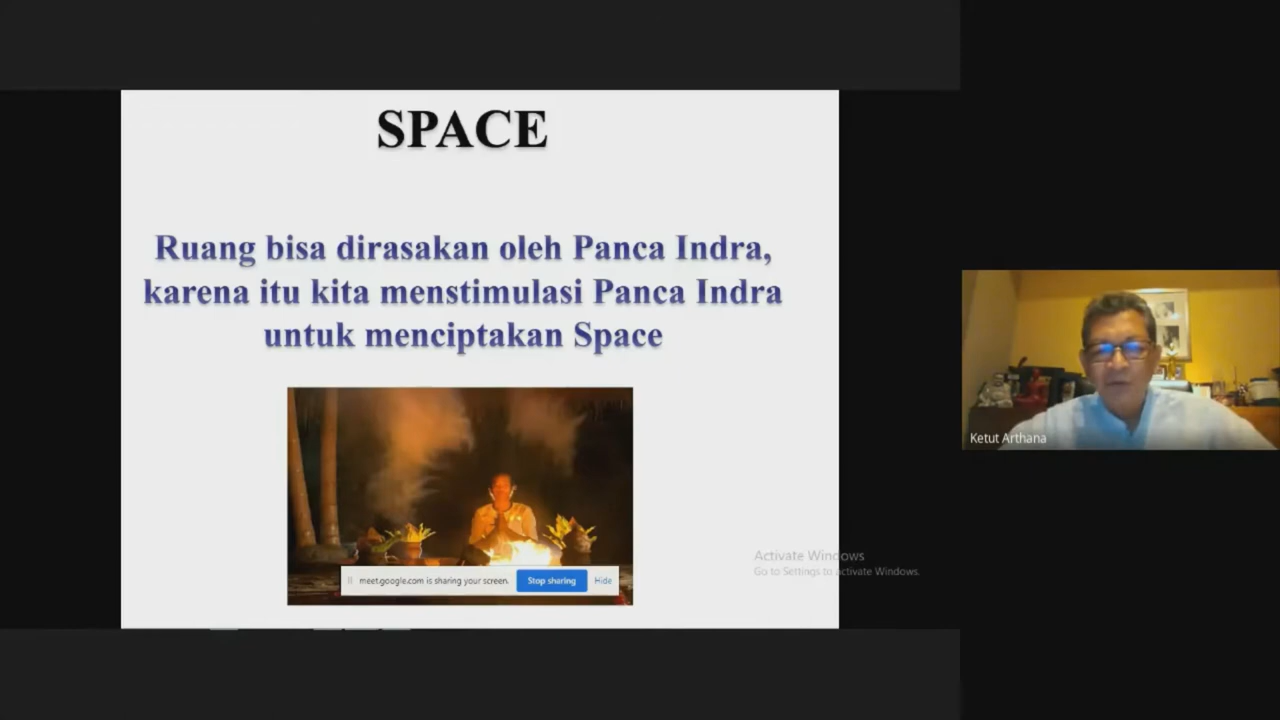 SPACE
Ruang bisa dirasakan oleh Panca Indra,
karena itu kita menstimulasi Panca Indra
untuk menciptakan Space
meet.google.com is sharing your screen.
Stop sharing
Hide
Ketut Arthana
Activate Windows
Go to Settings to activate Windows.